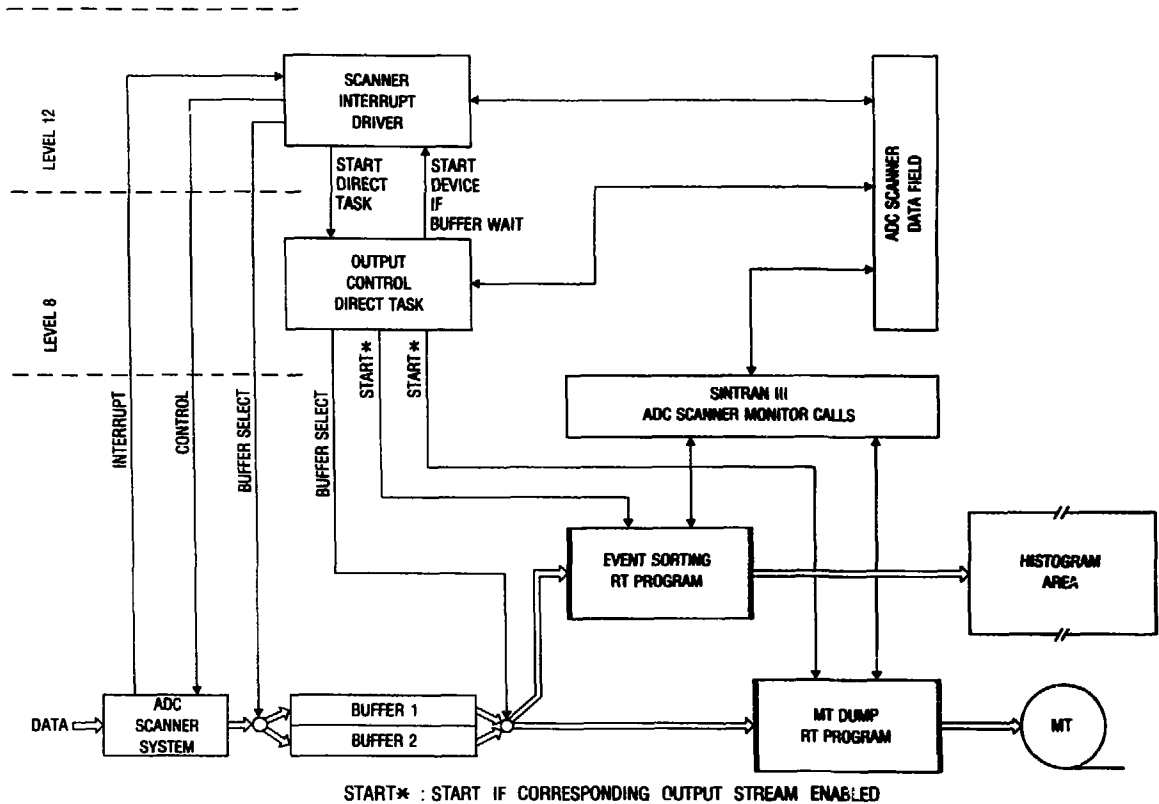 SCANNER
INTERRUPT
DRIVER
LEVEL 12
START
DIRECT
TASK
START
DEVICE
IF
BUFFER WAIT
ADC SCANNER
DATA FIELD
OUTPUT
CONTROL
DIRECT TASK
LEVEL 8
INTERRUPT
CONTROL
BUFFER SELECT
BUFFER SELECT
START*
START*
SINTRAN III
ADC SCANNER MONITOR CALLS
EVENT SORTING
RT PROGRAM
HISTOGRAM
AREA
DATA
ADC
SCANNER
SYSTEM
BUFFER 1
BUFFER 2
MT DUMP
RT PROGRAM
MT
START* : START IF CORRESPONDING OUTPUT STREAM ENABLED